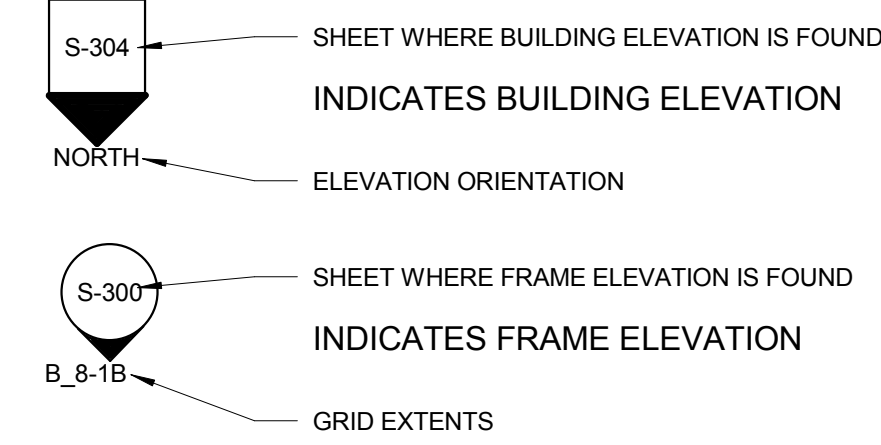 S-304
SHEET WHERE BUILDING ELEVATION IS FOUND
INDICATES BUILDING ELEVATION
NORTH
ELEVATION ORIENTATION
S-300
SHEET WHERE FRAME ELEVATION IS FOUND
INDICATES FRAME ELEVATION
B_8-1B
GRID EXTENTS